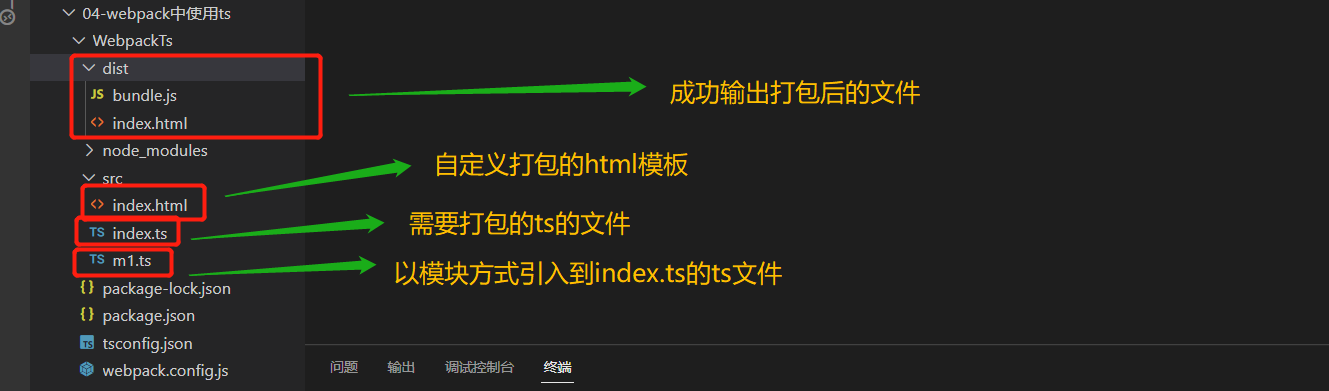 04-webpack中使用ts
WebpackTs
dist
JS bundle.js
成功输出打包后的文件
index.html
node_modules
自定义打包的html模板
src
index.html
TS index.ts
需要打包的ts的文件
TS m1.ts
以模块方式引入到index.ts的ts文件
{} package-lock.json
{} package.json
TS tsconfig.json
webpack.config.js
问题 输出 调试控制台 终端